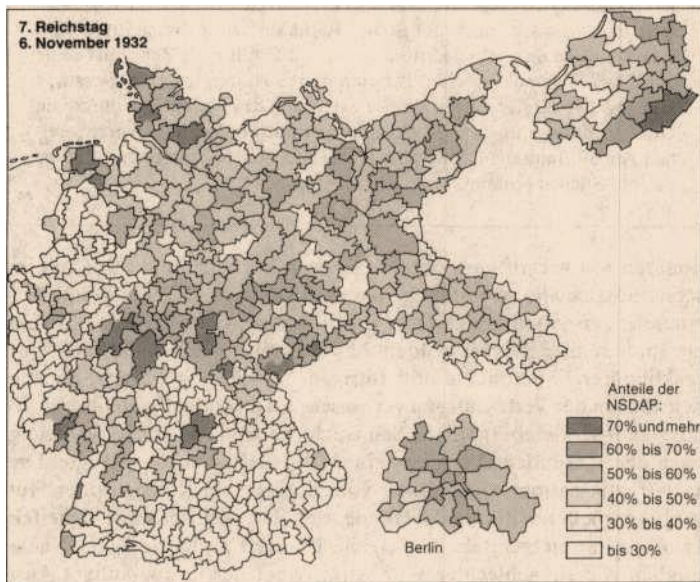 7. Reichstag
6. November 1932
Anteile der
NSDAP:
70% und mehr
60% bis 70%
50% bis 60%
40% bis 50%
30% bis 40%
bis 30%
Berlin